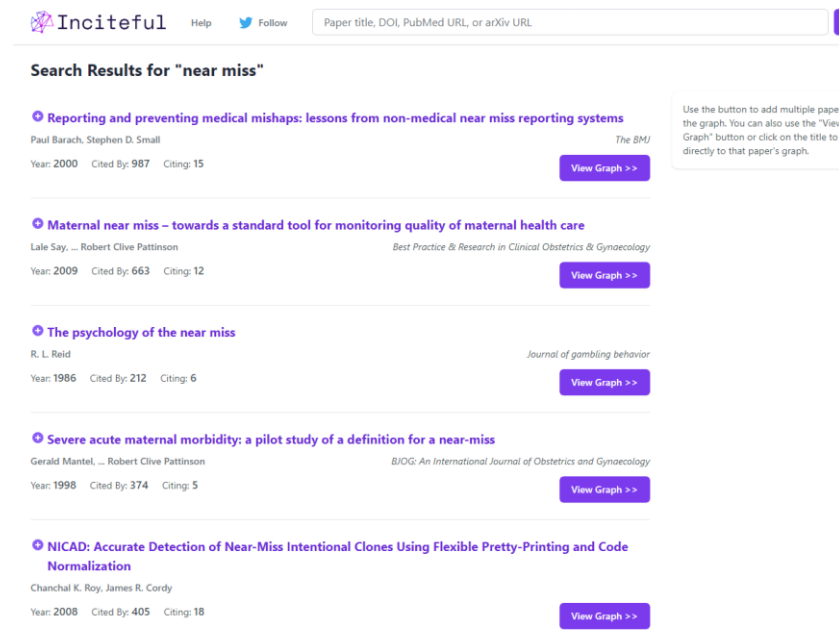 Inciteful Help Follow Paper title, DOI, PubMed URL, or arXiv URL
Search Results for "near miss"
Reporting and preventing medical mishaps: lessons from non-medical near miss reporting systems
Paul Barach, Stephen D. Small The BMJ
Year: 2000 Cited By: 987 Citing: 15
View Graph >>
Use the button to add multiple pape
the graph. You can also use the "View
Graph" button or click on the title to
directly to that paper's graph.
Maternal near miss – towards a standard tool for monitoring quality of maternal health care
Lale Say, ... Robert Clive Pattinson Best Practice & Research in Clinical Obstetrics & Gynaecology
Year: 2009 Cited By: 663 Citing: 12
View Graph >>
The psychology of the near miss
R. L. Reid Journal of gambling behavior
Year: 1986 Cited By: 212 Citing: 6
View Graph >>
Severe acute maternal morbidity: a pilot study of a definition for a near-miss
Gerald Mantel, ... Robert Clive Pattinson BJOG: An International Journal of Obstetrics and Gynaecology
Year: 1998 Cited By: 374 Citing: 5
View Graph >>
NICAD: Accurate Detection of Near-Miss Intentional Clones Using Flexible Pretty-Printing and Code
Normalization
Chanchal K. Roy, James R. Cordy
Year: 2008 Cited By: 405 Citing: 18
View Graph >>